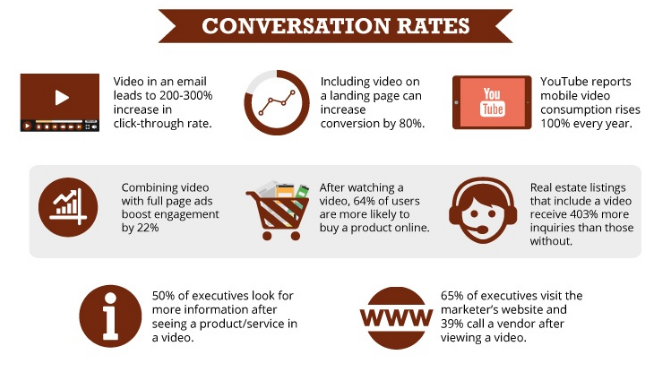 CONVERSATION RATES
Video in an email
leads to 200-300%
increase in
click-through rate.
Including video on
a landing page can
increase
conversion by 80%.
You
Tube
YouTube reports
mobile video
consumption rises
100% every year.
Combining video
with full page ads
boost engagement
by 22%
After watching a
video, 64% of users
are more likely to
buy a product online.
Real estate listings
that include a video
receive 403% more
inquiries than those
without.
50% of executives look for
more information after
seeing a product/service in
a video.
www
65% of executives visit the
marketer's website and
39% call a vendor after
viewing a video.